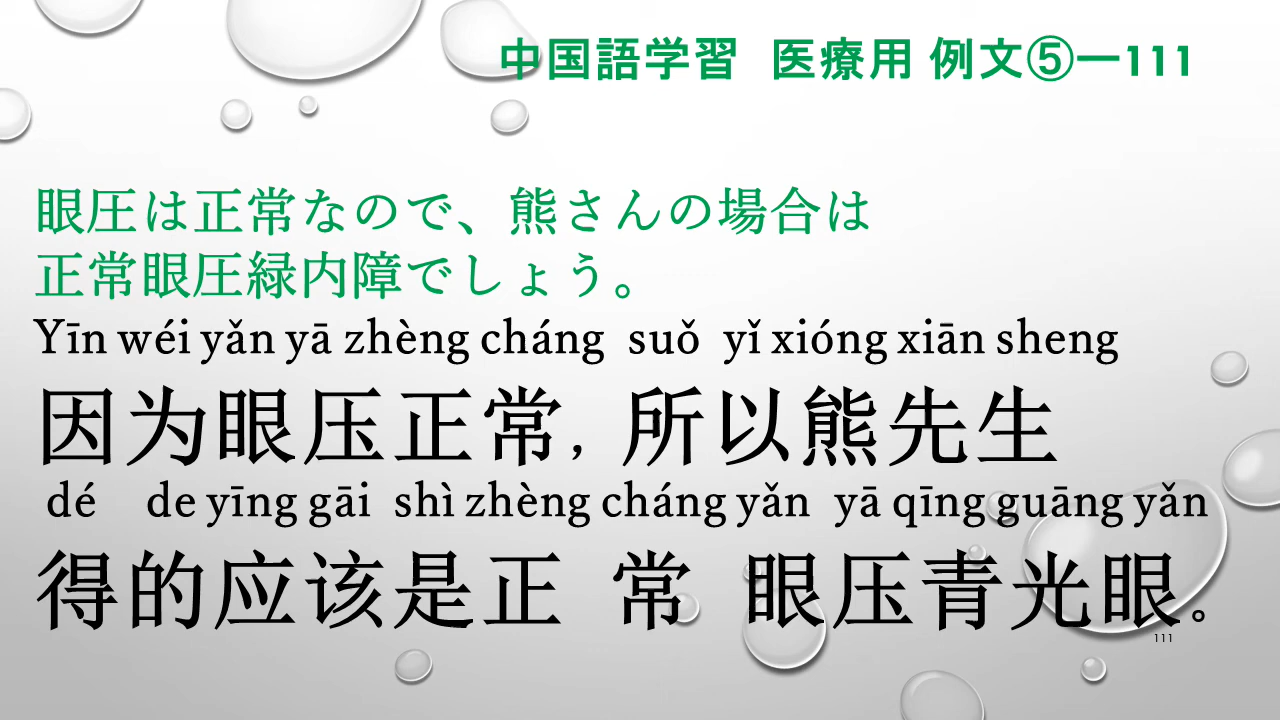 中国語学習 医療用 例文⑤ー111
眼圧は正常なので、熊さんの場合は
正常眼圧緑内障でしょう。
Yīn wéi yǎn yā zhèng cháng suǒ yǐ xióng xiān sheng
因为眼压正常，所以熊先生
dé de yīng gāi shì zhèng cháng yǎn yā qīng guāng yǎn
得的应该是正 常 眼压青光眼。
111